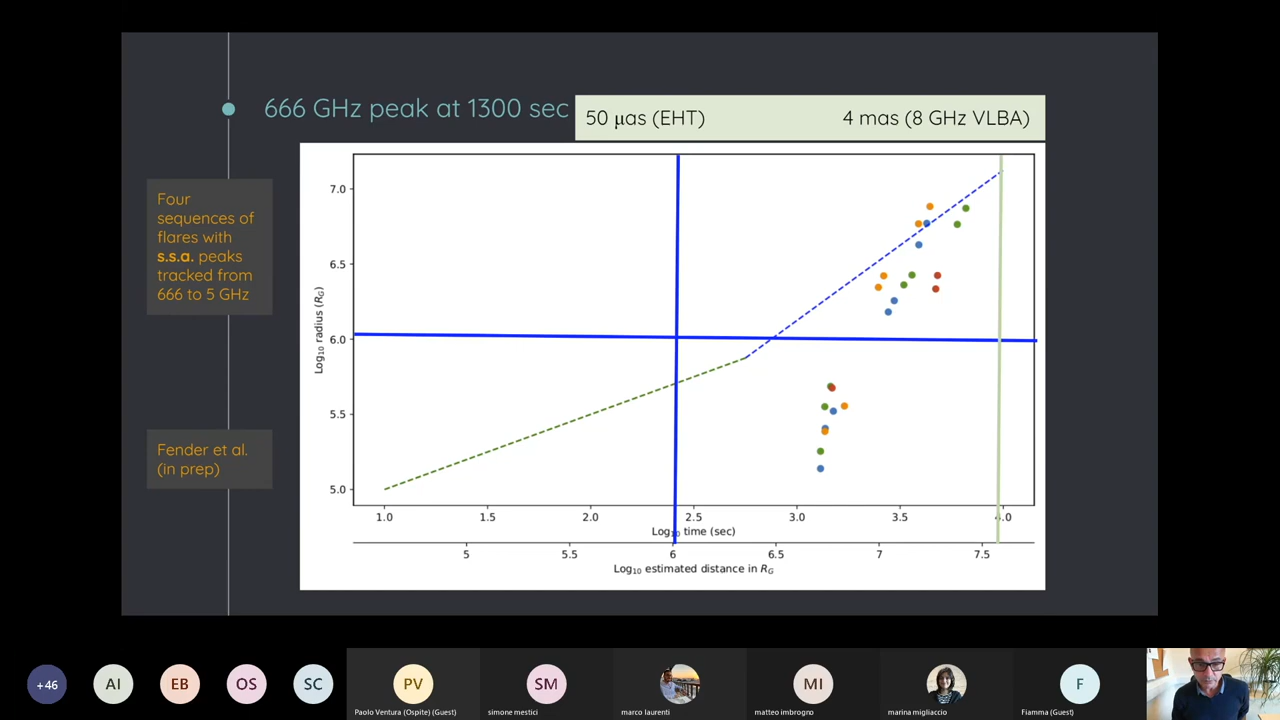 666 GHz peak at 1300 sec
50 μas (EHT) 4 mas (8 GHz VLBA)
Four
sequences of
flares with
s.s.a. peaks
tracked from
666 to 5 GHz
Fender et al.
(in prep)
Log₁₀ radius (R_G)
7.0
6.5
6.0
5.5
5.0
1.0 1.5 2.0 2.5 3.0 3.5 4.0
Log₁₀ time (sec)
5 5.5 6 6.5 7 7.5
Log₁₀ estimated distance in R_G
+46 AI EB OS SC PV SM MI F
Paolo Ventura (Ospite) (Guest) simone mestici marco laurenti matteo imbrogno marina migliaccio Fiamma (Guest)